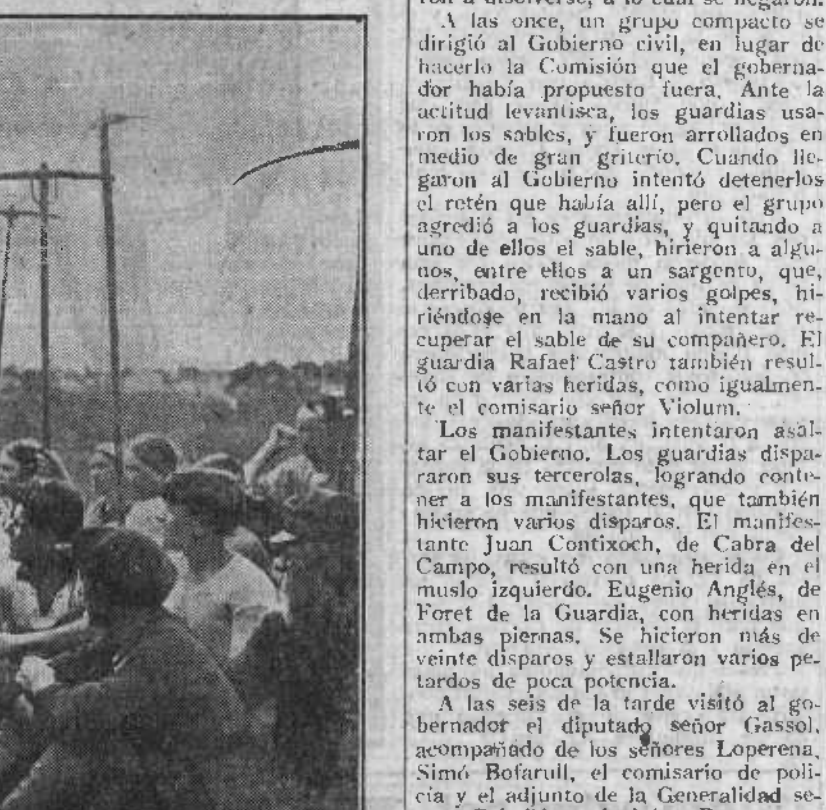 ron a disolverse, a lo cual se negaron.
A las once, un grupo compacto se
dirigió al Gobierno civil, en lugar de
hacerlo la Comisión que el goberna-
dor había propuesto fuera. Ante la
actitud levantisca, los guardias usa-
ron los sables, y fueron arrollados en
medio de gran griterío. Cuando lle-
garon al Gobierno intentó detenerlos
el retén que había allí, pero el grupo
agredió a los guardias, y quitando a
uno de ellos el sable, hirieron a algu-
nos, entre ellos a un sargento, que,
derribado, recibió varios golpes, hi-
riéndose en la mano al intentar re-
cuperar el sable de su compañero. El
guardia Rafael Castro también resul-
tó con varias heridas, como igualmen-
te el comisario señor Violum.
Los manifestantes intentaron asal-
tar el Gobierno. Los guardias dispa-
raron sus tercerolas, logrando conte-
ner a los manifestantes, que también
hicieron varios disparos. El manifes-
tante Juan Contixoch, de Cabra del
Campo, resultó con una herida en el
muslo izquierdo. Eugenio Anglés, de
Foret de la Guardia, con heridas en
ambas piernas. Se hicieron más de
veinte disparos y estallaron varios pe-
tardos de poca potencia.
A las seis de la tarde visitó al go-
bernador el diputado señor Gassol,
acompañado de los señores Loperena,
Simó Bofarull, el comisario de poli-
cía y el adjunto de la Generalidad se-